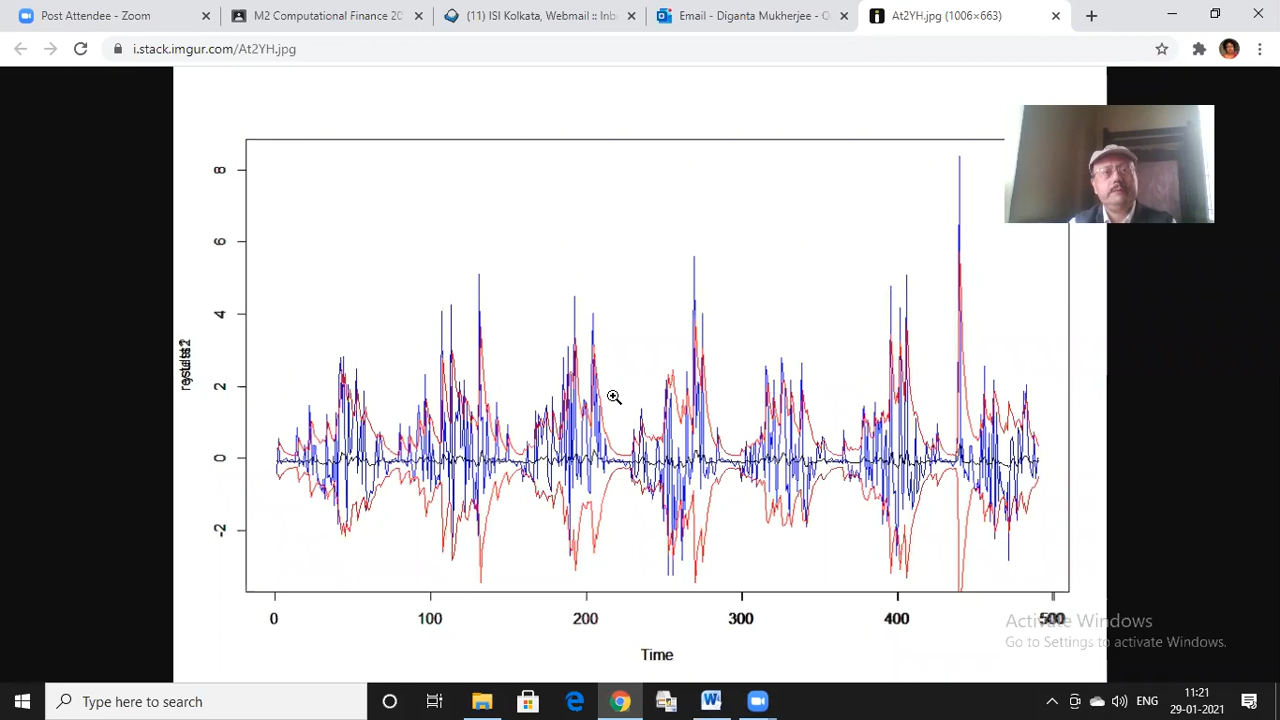 Post Attendee - Zoom
M2 Computational Finance 20
(11) ISI Kolkata, Webmail :: Inb
Email - Diganta Mukherjee - O
At2YH.jpg (1006×663)
i.stack.imgur.com/At2YH.jpg
8
6
4
2
0
-2
0 100 200 300 400 500
Time
Activate Windows
Go to Settings to activate Windows.
Type here to search
ENG
11:21
29-01-2021